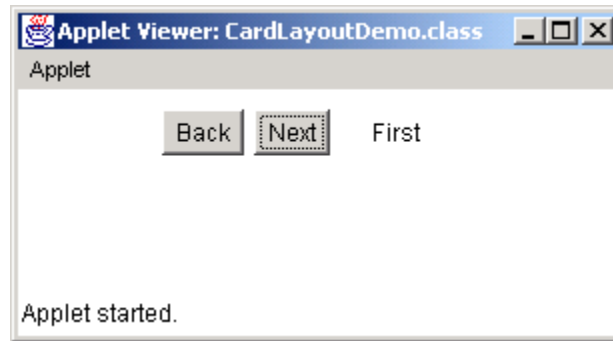 Applet Viewer: CardLayoutDemo.class
Applet
Back Next First
Applet started.